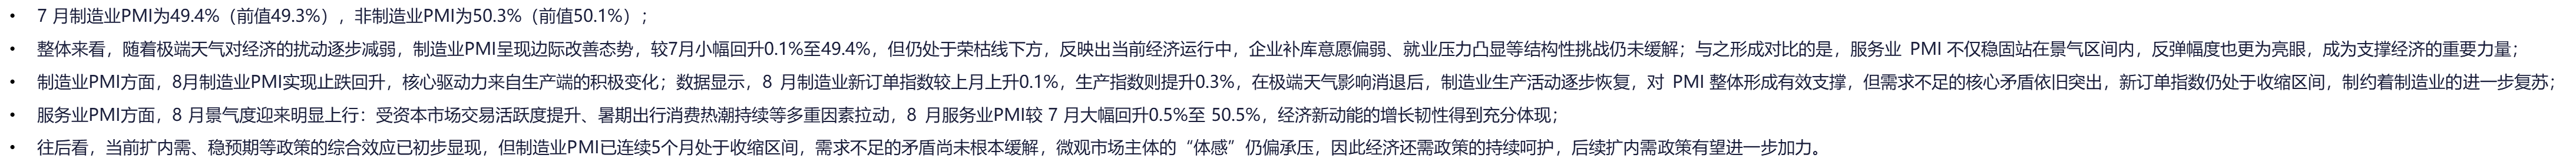 • 7 月制造业PMI为49.4%（前值49.3%），非制造业PMI为50.3%（前值50.1%）；
• 整体来看，随着极端天气对经济的扰动逐步减弱，制造业PMI呈现边际改善态势，较7月小幅回升0.1%至49.4%，但仍处于荣枯线下方，反映出当前经济运行中，企业补库意愿偏弱、就业压力凸显等结构性挑战仍未缓解；与之形成对比的是，服务业 PMI 不仅稳固站在景气区间内，反弹幅度也更为亮眼，成为支撑经济的重要力量；
• 制造业PMI方面，8月制造业PMI实现止跌回升，核心驱动力来自生产端的积极变化；数据显示，8 月制造业新订单指数较上月上升0.1%，生产指数则提升0.3%，在极端天气影响消退后，制造业生产活动逐步恢复，对 PMI 整体形成有效支撑，但需求不足的核心矛盾依旧突出，新订单指数仍处于收缩区间，制约着制造业的进一步复苏；
• 服务业PMI方面，8 月景气度迎来明显上行：受资本市场交易活跃度提升、暑期出行消费热潮持续等多重因素拉动，8 月服务业PMI较 7 月大幅回升0.5%至 50.5%，经济新动能的增长韧性得到充分体现；
• 往后看，当前扩内需、稳预期等政策的综合效应已初步显现，但制造业PMI已连续5个月处于收缩区间，需求不足的矛盾尚未根本缓解，微观市场主体的“体感”仍偏承压，因此经济还需政策的持续呵护，后续扩内需政策有望进一步加力。